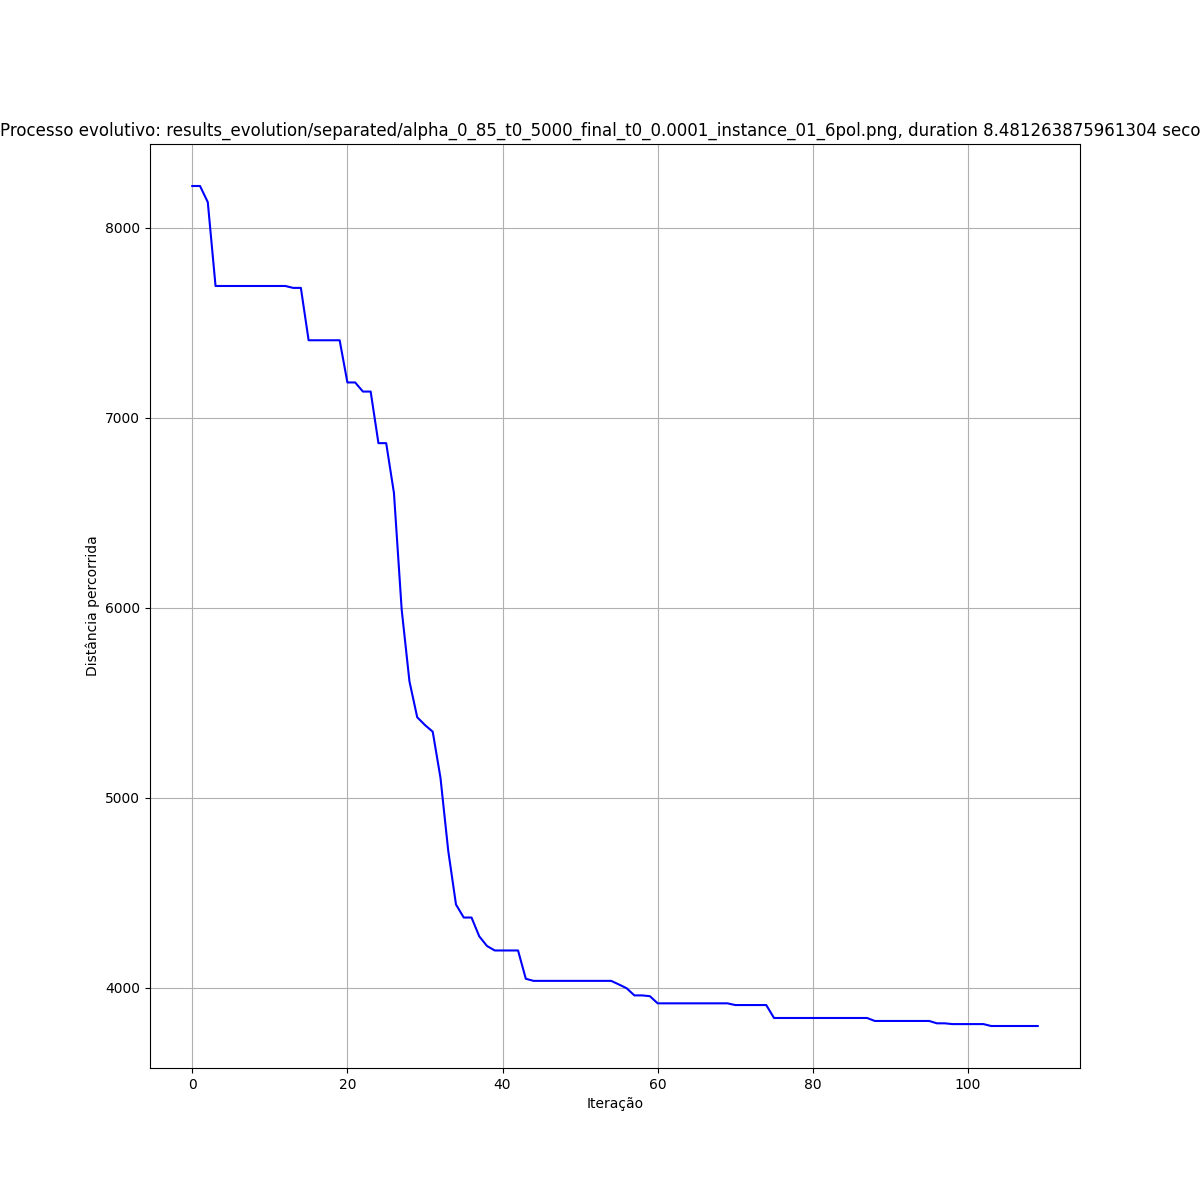 Processo evolutivo: results_evolution/separated/alpha_0_85_t0_5000_final_t0_0.0001_instance_01_6pol.png, duration 8.481263875961304 seco
8000
7000
6000
5000
4000
Distância percorrida
0 20 40 60 80 100
Iteração